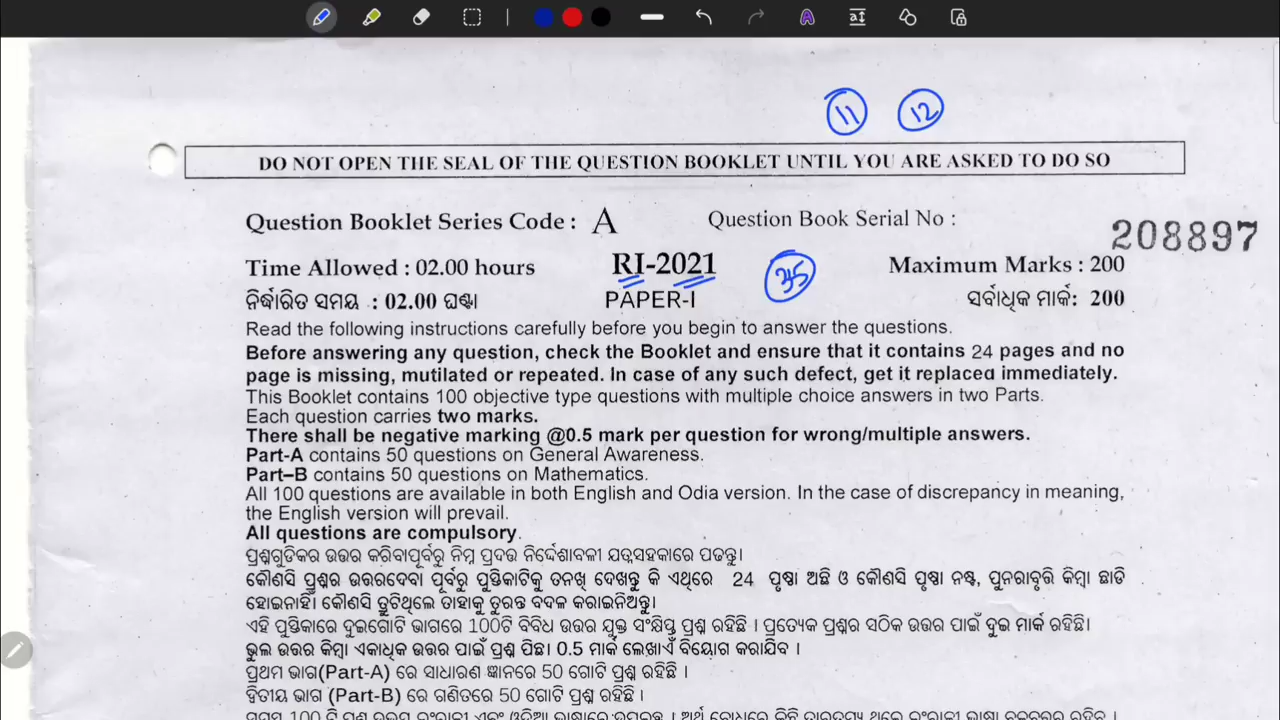 11 12
DO NOT OPEN THE SEAL OF THE QUESTION BOOKLET UNTIL YOU ARE ASKED TO DO SO
Question Booklet Series Code : A Question Book Serial No : 208897
Time Allowed : 02.00 hours RI-2021 35 Maximum Marks : 200
ନିର୍ଦ୍ଧାରିତ ସମୟ : 02.00 ଘଣ୍ଟା PAPER-I ସର୍ବାଧିକ ମାର୍କ: 200
Read the following instructions carefully before you begin to answer the questions.
Before answering any question, check the Booklet and ensure that it contains 24 pages and no
page is missing, mutilated or repeated. In case of any such defect, get it replaced immediately.
This Booklet contains 100 objective type questions with multiple choice answers in two Parts.
Each question carries two marks.
There shall be negative marking @0.5 mark per question for wrong/multiple answers.
Part-A contains 50 questions on General Awareness.
Part–B contains 50 questions on Mathematics.
All 100 questions are available in both English and Odia version. In the case of discrepancy in meaning,
the English version will prevail.
All questions are compulsory.
ପ୍ରଶ୍ନଗୁଡିକର ଉତ୍ତର କରିବାପୂର୍ବରୁ ନିମ୍ନ ପ୍ରଦତ୍ତ ନିର୍ଦ୍ଦେଶାବଳୀ ଯତ୍ନସହକାରେ ପଢନ୍ତୁ।
କୌଣସି ପ୍ରଶ୍ନର ଉତ୍ତରଦେବା ପୂର୍ବରୁ ପୁସ୍ତିକାଟିକୁ ତନଖି ଦେଖନ୍ତୁ କି ଏଥିରେ 24 ପୃଷ୍ଠା ଅଛି ଓ କୌଣସି ପୃଷ୍ଠା ନଷ୍ଟ, ପୁନରାବୃତ୍ତି କିମ୍ବା ଛାଡି
ହୋଇନାହିଁ। କୌଣସି ତ୍ରୁଟିଥିଲେ ତାହାକୁ ତୁରନ୍ତ ବଦଳ କରାଇନିଅନ୍ତୁ।
ଏହି ପୁସ୍ତିକାରେ ଦୁଇଗୋଟି ଭାଗରେ 100ଟି ବିବିଧ ଉତ୍ତର ଯୁକ୍ତ ସଂକ୍ଷିପ୍ତ ପ୍ରଶ୍ନ ରହିଛି । ପ୍ରତ୍ୟେକ ପ୍ରଶ୍ନର ସଠିକ ଉତ୍ତର ପାଇଁ ଦୁଇ ମାର୍କ ରହିଛି।
ଭୁଲ ଉତ୍ତର କିମ୍ବା ଏକାଧିକ ଉତ୍ତର ପାଇଁ ପ୍ରଶ୍ନ ପିଛା 0.5 ମାର୍କ ଲେଖାଏଁ ବିୟୋଗ କରାଯିବ ।
ପ୍ରଥମ ଭାଗ(Part-A) ରେ ସାଧାରଣ ଜ୍ଞାନରେ 50 ଗୋଟି ପ୍ରଶ୍ନ ରହିଛି ।
ଦ୍ୱିତୀୟ ଭାଗ (Part-B) ରେ ଗଣିତରେ 50 ଗୋଟି ପ୍ରଶ୍ନ ରହିଛି ।